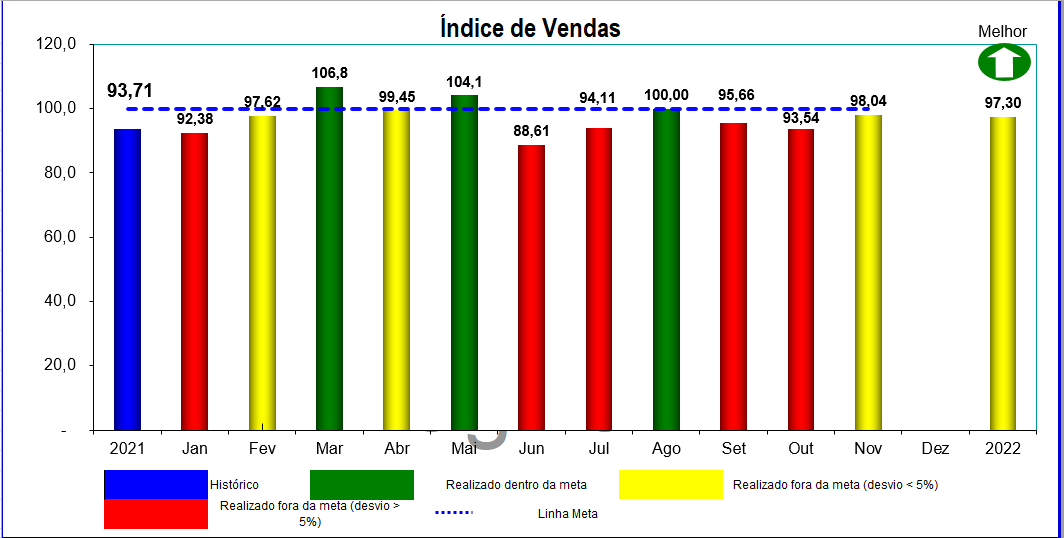 Índice de Vendas
Melhor
120,0
100,0
80,0
60,0
40,0
20,0
-
93,71
92,38
97,62
106,8
99,45
104,1
88,61
94,11
100,00
95,66
93,54
98,04
97,30
2021 Jan Fev Mar Abr Mai Jun Jul Ago Set Out Nov Dez 2022
Histórico
Realizado dentro da meta
Realizado fora da meta (desvio < 5%)
Realizado fora da meta (desvio >
5%)
Linha Meta